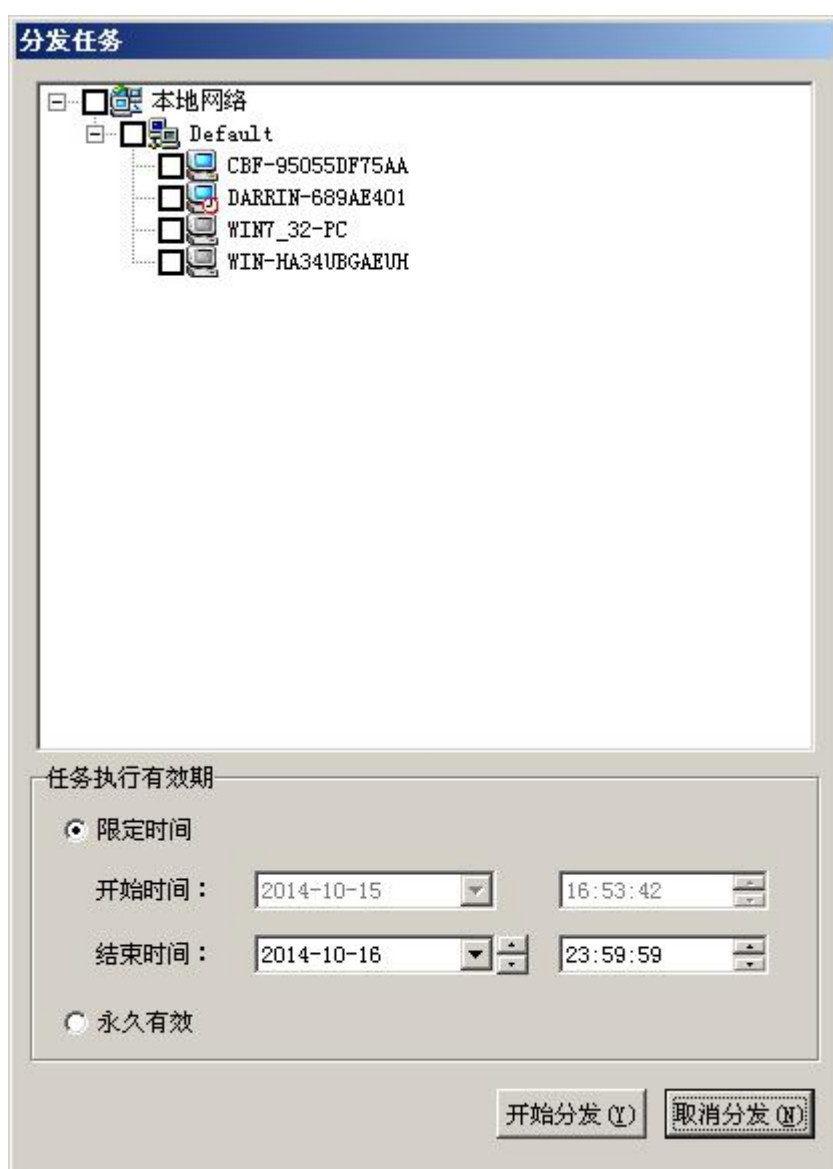 分发任务
本地网络
Default
CBF-95055DF75AA
DARRIN-689AE401
WIN7_32-PC
WIN-HA34UBGAEUH
任务执行有效期
限定时间
开始时间： 2014-10-15 16:53:42
结束时间： 2014-10-16 23:59:59
永久有效
开始分发(Y) 取消分发(N)